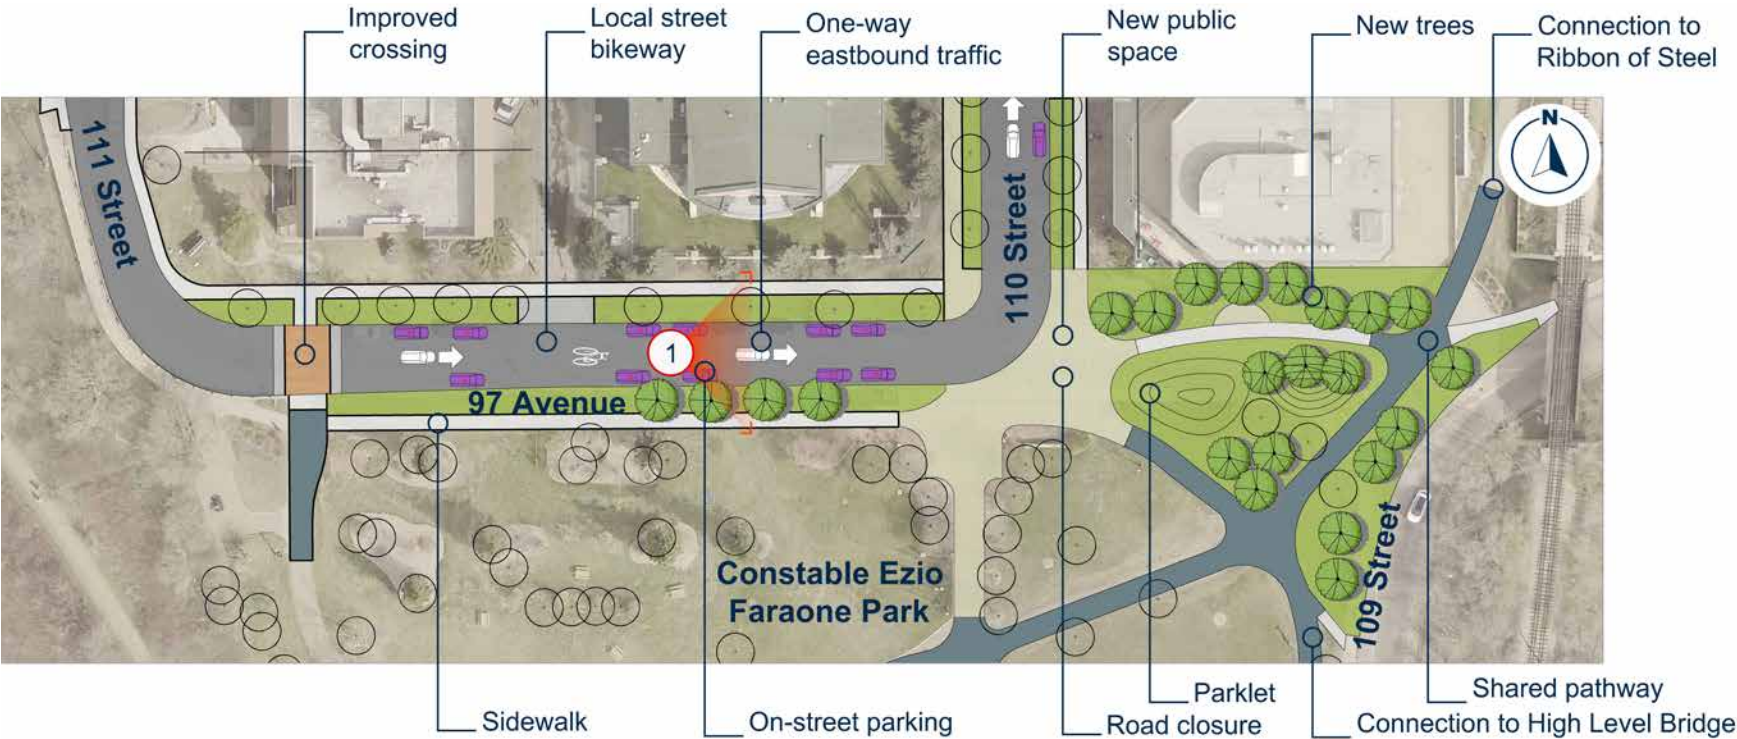 Improved
crossing
Local street
bikeway
One-way
eastbound traffic
New public
space
New trees
Connection to
Ribbon of Steel
N
111 Street
110 Street
1
97 Avenue
Constable Ezio
Faraone Park
109 Street
Sidewalk
On-street parking
Parklet
Road closure
Shared pathway
Connection to High Level Bridge